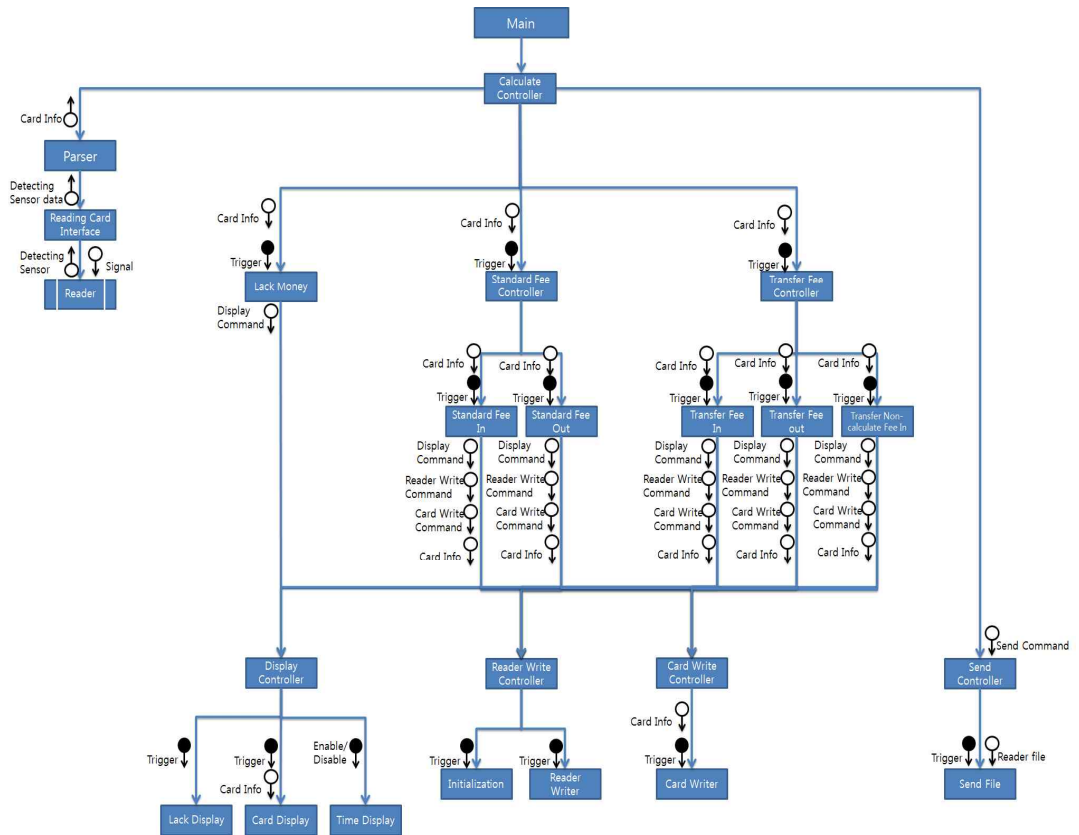 Main
Calculate
Controller
Card Info
Parser
Detecting
Sensor data
Reading Card
Interface
Detecting
Sensor
Signal
Reader
Card Info
Trigger
Lack Money
Display
Command
Card Info
Trigger
Standard Fee
Controller
Card Info
Trigger
Transfer Fee
Controller
Card Info
Trigger
Standard Fee
In
Card Info
Trigger
Standard Fee
Out
Card Info
Trigger
Transfer Fee
In
Card Info
Trigger
Transfer Fee
out
Card Info
Trigger
Transfer Non-
calculate Fee In
Display
Command
Reader Write
Command
Card Write
Command
Card Info
Display
Command
Reader Write
Command
Card Write
Command
Card Info
Display
Command
Reader Write
Command
Card Write
Command
Card Info
Display
Command
Reader Write
Command
Card Write
Command
Card Info
Display
Command
Reader Write
Command
Card Write
Command
Card Info
Send Command
Display
Controller
Reader Write
Controller
Card Write
Controller
Send
Controller
Trigger
Trigger
Card Info
Enable/
Disable
Trigger
Trigger
Card Info
Trigger
Trigger
Reader file
Lack Display
Card Display
Time Display
Initialization
Reader
Writer
Card Writer
Send File